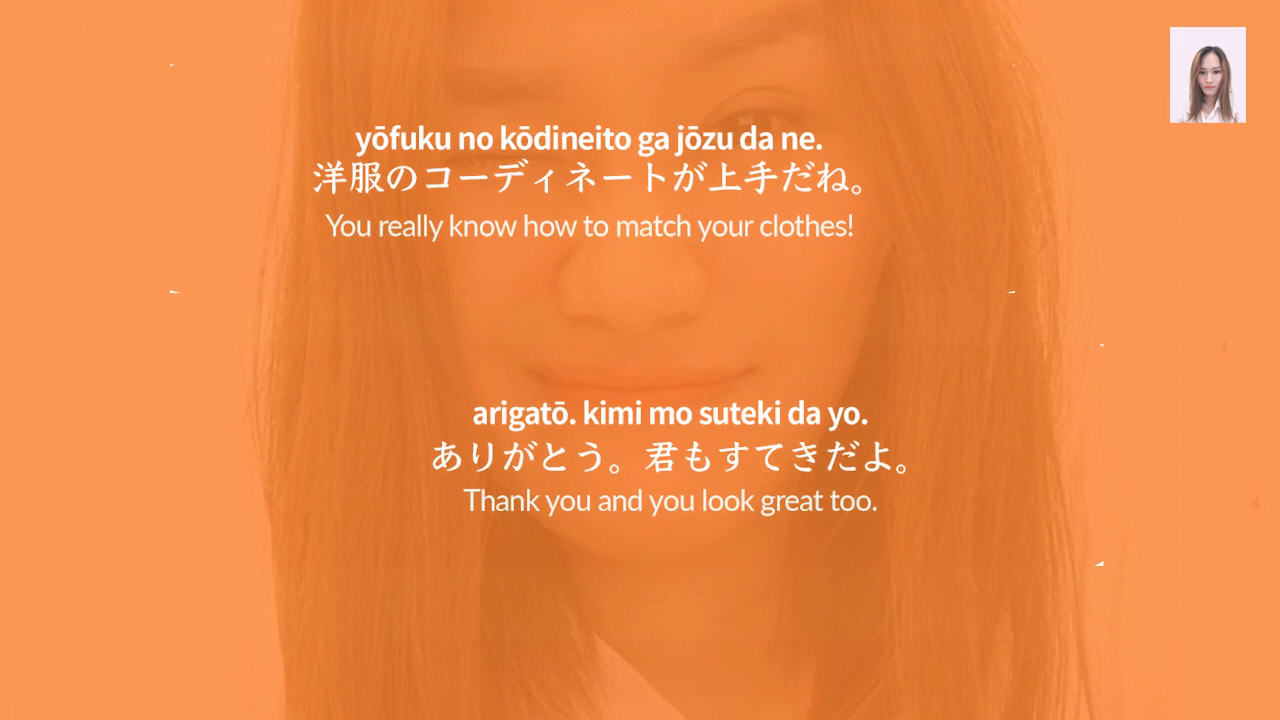 yōfuku no kōdineito ga jōzu da ne.
洋服のコーディネートが上手だね。
You really know how to match your clothes!
arigatō. kimi mo suteki da yo.
ありがとう。君もすてきだよ。
Thank you and you look great too.